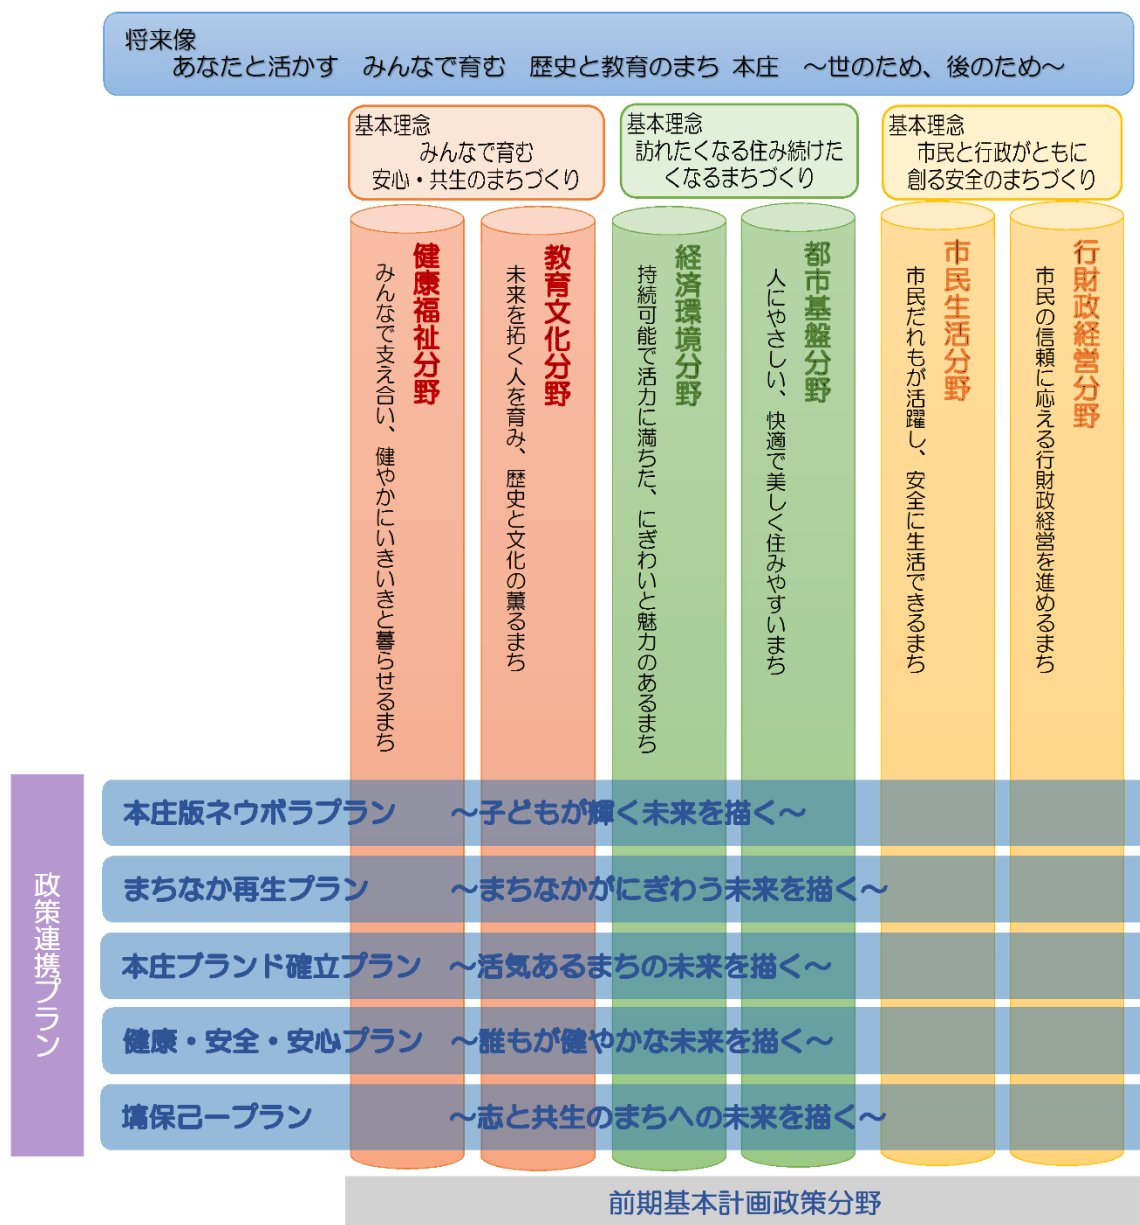 将来像
あなたと活かす　みんなで育む　歴史と教育のまち 本庄　～世のため、後のため～
基本理念
みんなで育む
安心・共生のまちづくり
基本理念
訪れたくなる住み続けた
くなるまちづくり
基本理念
市民と行政がともに
創る安全のまちづくり
健康福祉分野
みんなで支え合い、健やかにいきいきと暮らせるまち
教育文化分野
未来を拓く人を育み、歴史と文化の薫るまち
経済環境分野
持続可能で活力に満ちた、にぎわいと魅力のあるまち
都市基盤分野
人にやさしい、快適で美しく住みやすいまち
市民生活分野
市民だれもが活躍し、安全に生活できるまち
行財政経営分野
市民の信頼に応える行財政経営を進めるまち
政策連携プラン
本庄版ネウボラプラン　～子どもが輝く未来を描く～
まちなか再生プラン　～まちなかがにぎわう未来を描く～
本庄ブランド確立プラン　～活気あるまちの未来を描く～
健康・安全・安心プラン　～誰もが健やかな未来を描く～
塙保己一プラン　～志と共生のまちへの未来を描く～
前期基本計画政策分野